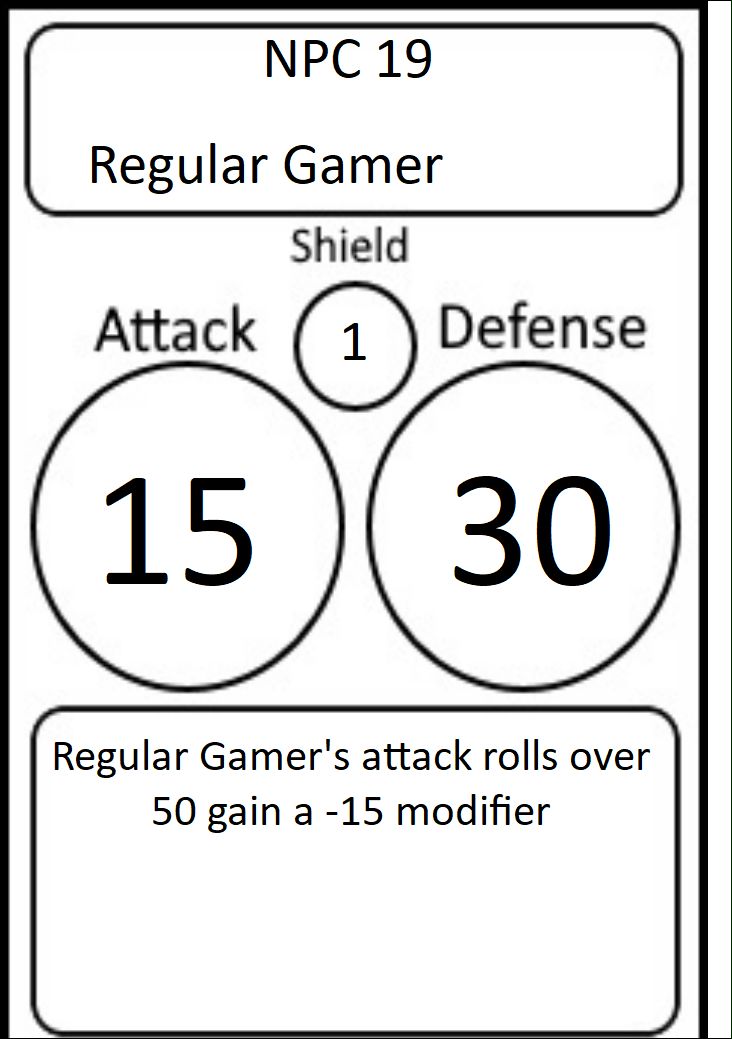 NPC 19
Regular Gamer
Shield
Attack
1
Defense
15
30
Regular Gamer's attack rolls over
50 gain a -15 modifier